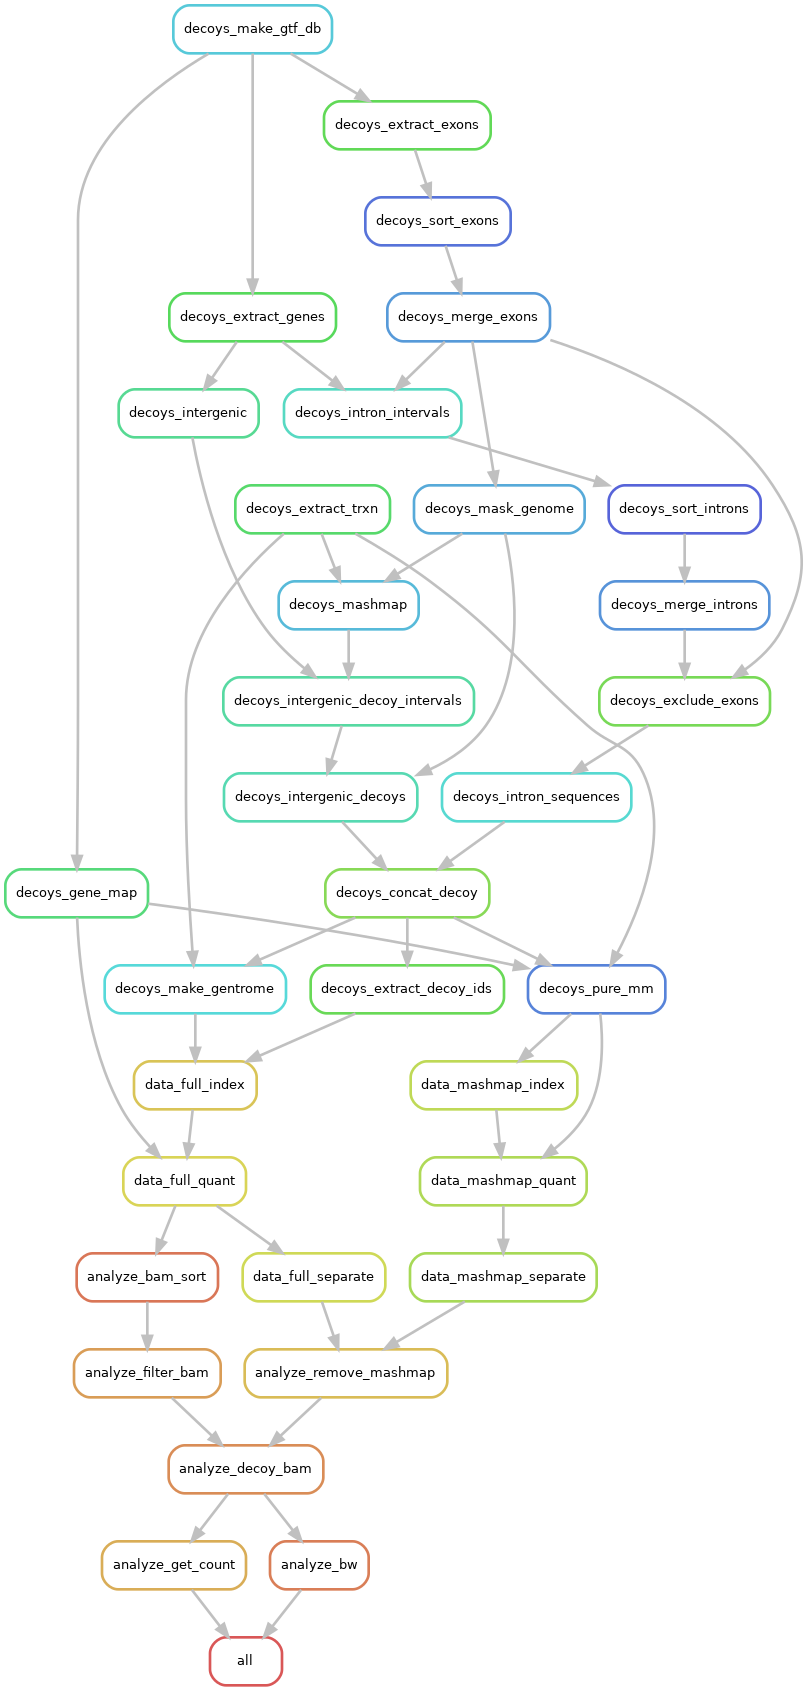 decoys_make_gtf_db
decoys_extract_exons
decoys_sort_exons
decoys_extract_genes
decoys_merge_exons
decoys_intergenic
decoys_intron_intervals
decoys_extract_trxn
decoys_mask_genome
decoys_sort_introns
decoys_mashmap
decoys_merge_introns
decoys_intergenic_decoy_intervals
decoys_exclude_exons
decoys_intergenic_decoys
decoys_intron_sequences
decoys_gene_map
decoys_concat_decoy
decoys_make_gentrome
decoys_extract_decoy_ids
decoys_pure_mm
data_full_index
data_mashmap_index
data_full_quant
data_mashmap_quant
analyze_bam_sort
data_full_separate
data_mashmap_separate
analyze_filter_bam
analyze_remove_mashmap
analyze_decoy_bam
analyze_get_count
analyze_bw
all